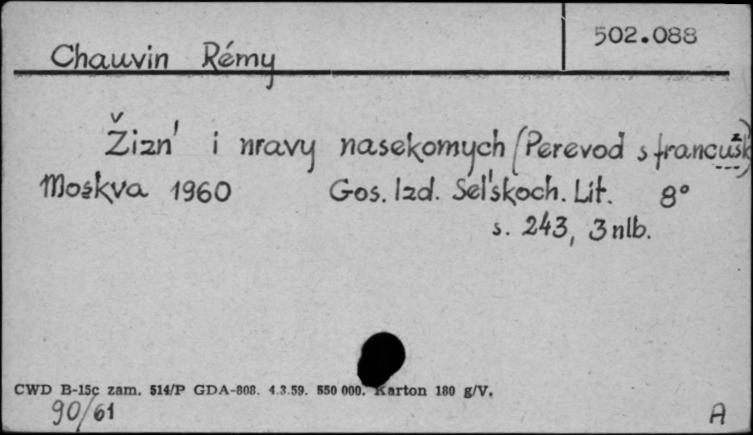 502.088
Chauvin Rémy
Žizn' i nravy nasekomych (Perevod s francušk)
Moskva 1960 Gos. Izd. Sel'skoch. Lit. 8°
s. 243, 3 nlb.
CWD B-15c zam. 514/P GDA-808. 4.3.59. 550 000. Karton 180 g/V.
90/61 A